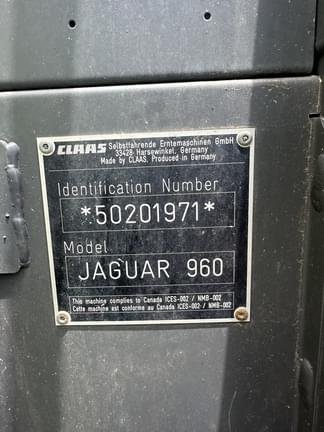 CLAAS Selbstfahrende Erntemaschinen GmbH
33428 Harsewinkel, Germany
Made by CLAAS, Produced in Germany
Identification Number
*50201971*
Model
JAGUAR 960
This machine complies to Canada ICES-002 / NMB-002
Cette machine est conforme au Canada ICES-002 / NMB-002